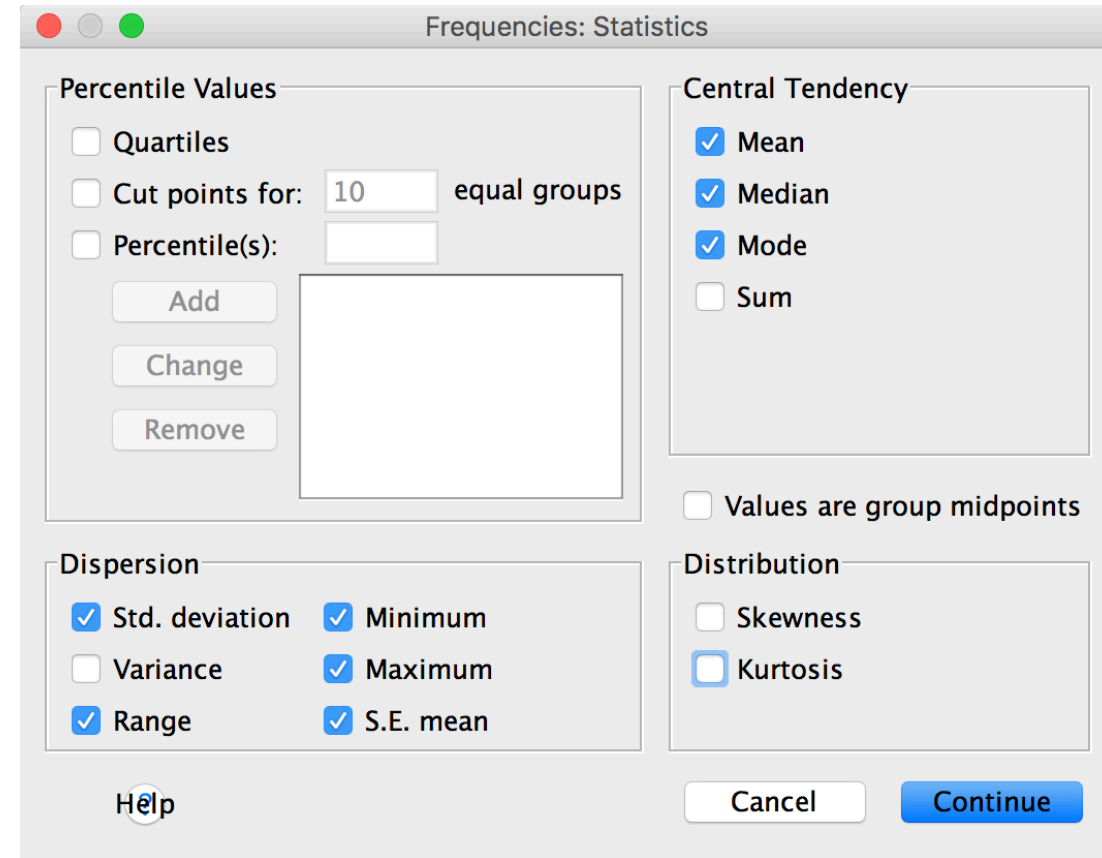 Frequencies: Statistics
Percentile Values
Quartiles
Cut points for: 10 equal groups
Percentile(s):
Add
Change
Remove
Central Tendency
Mean
Median
Mode
Sum
Values are group midpoints
Dispersion
Std. deviation Minimum
Variance Maximum
Range S.E. mean
Distribution
Skewness
Kurtosis
Help
Cancel Continue